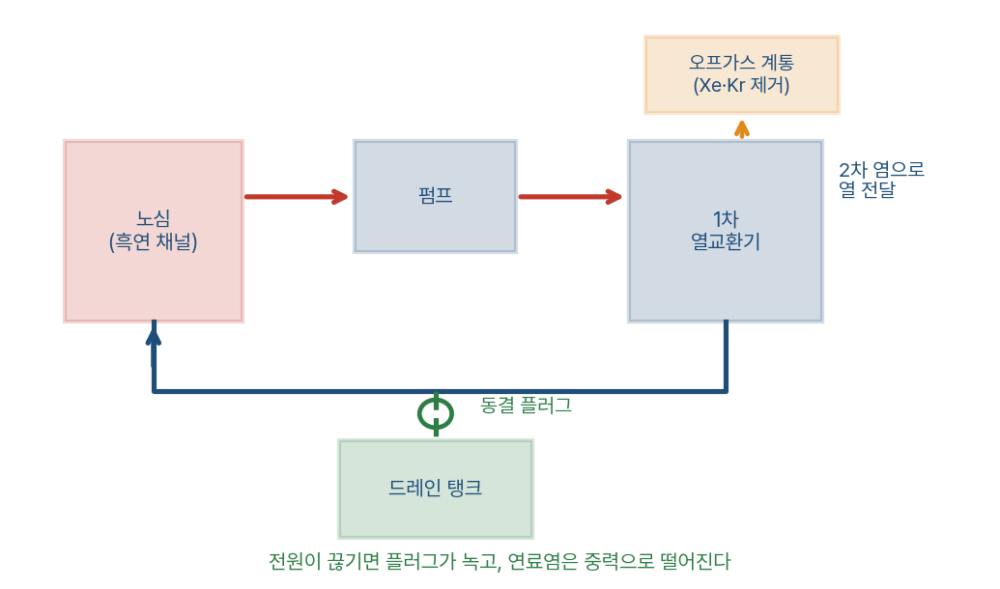 오프가스 계통
(Xe·Kr 제거)
노심
(흑연 채널)
펌프
1차
열교환기
2차 염으로
열 전달
동결 플러그
드레인 탱크
전원이 끊기면 플러그가 녹고, 연료염은 중력으로 떨어진다